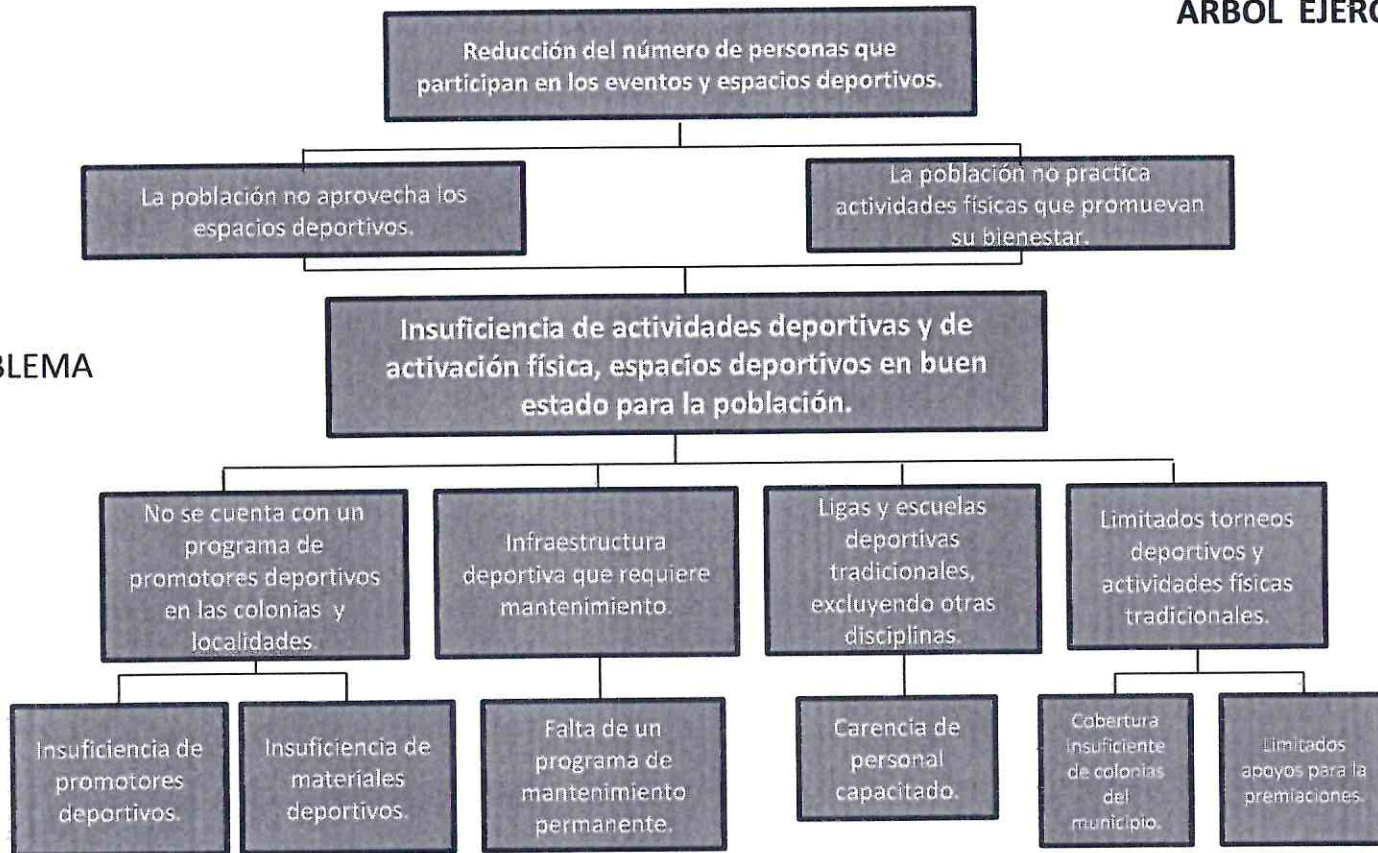 ARBOL EJERC
Reducción del número de personas que
participan en los eventos y espacios deportivos.
La población no aprovecha los
espacios deportivos.
La población no practica
actividades físicas que promuevan
su bienestar.
BLEMA
Insuficiencia de actividades deportivas y de
activación física, espacios deportivos en buen
estado para la población.
No se cuenta con un
programa de
promotores deportivos
en las colonias y
localidades.
Infraestructura
deportiva que requiere
mantenimiento.
Ligas y escuelas
deportivas
tradicionales,
excluyendo otras
disciplinas.
Limitados torneos
deportivos y
actividades físicas
tradicionales.
Insuficiencia de
promotores
deportivos.
Insuficiencia de
materiales
deportivos.
Falta de un
programa de
mantenimiento
permanente.
Carencia de
personal
capacitado.
Cobertura
insuficiente
de colonias
del
municipio.
Limitados
apoyos para la
premiaciones.